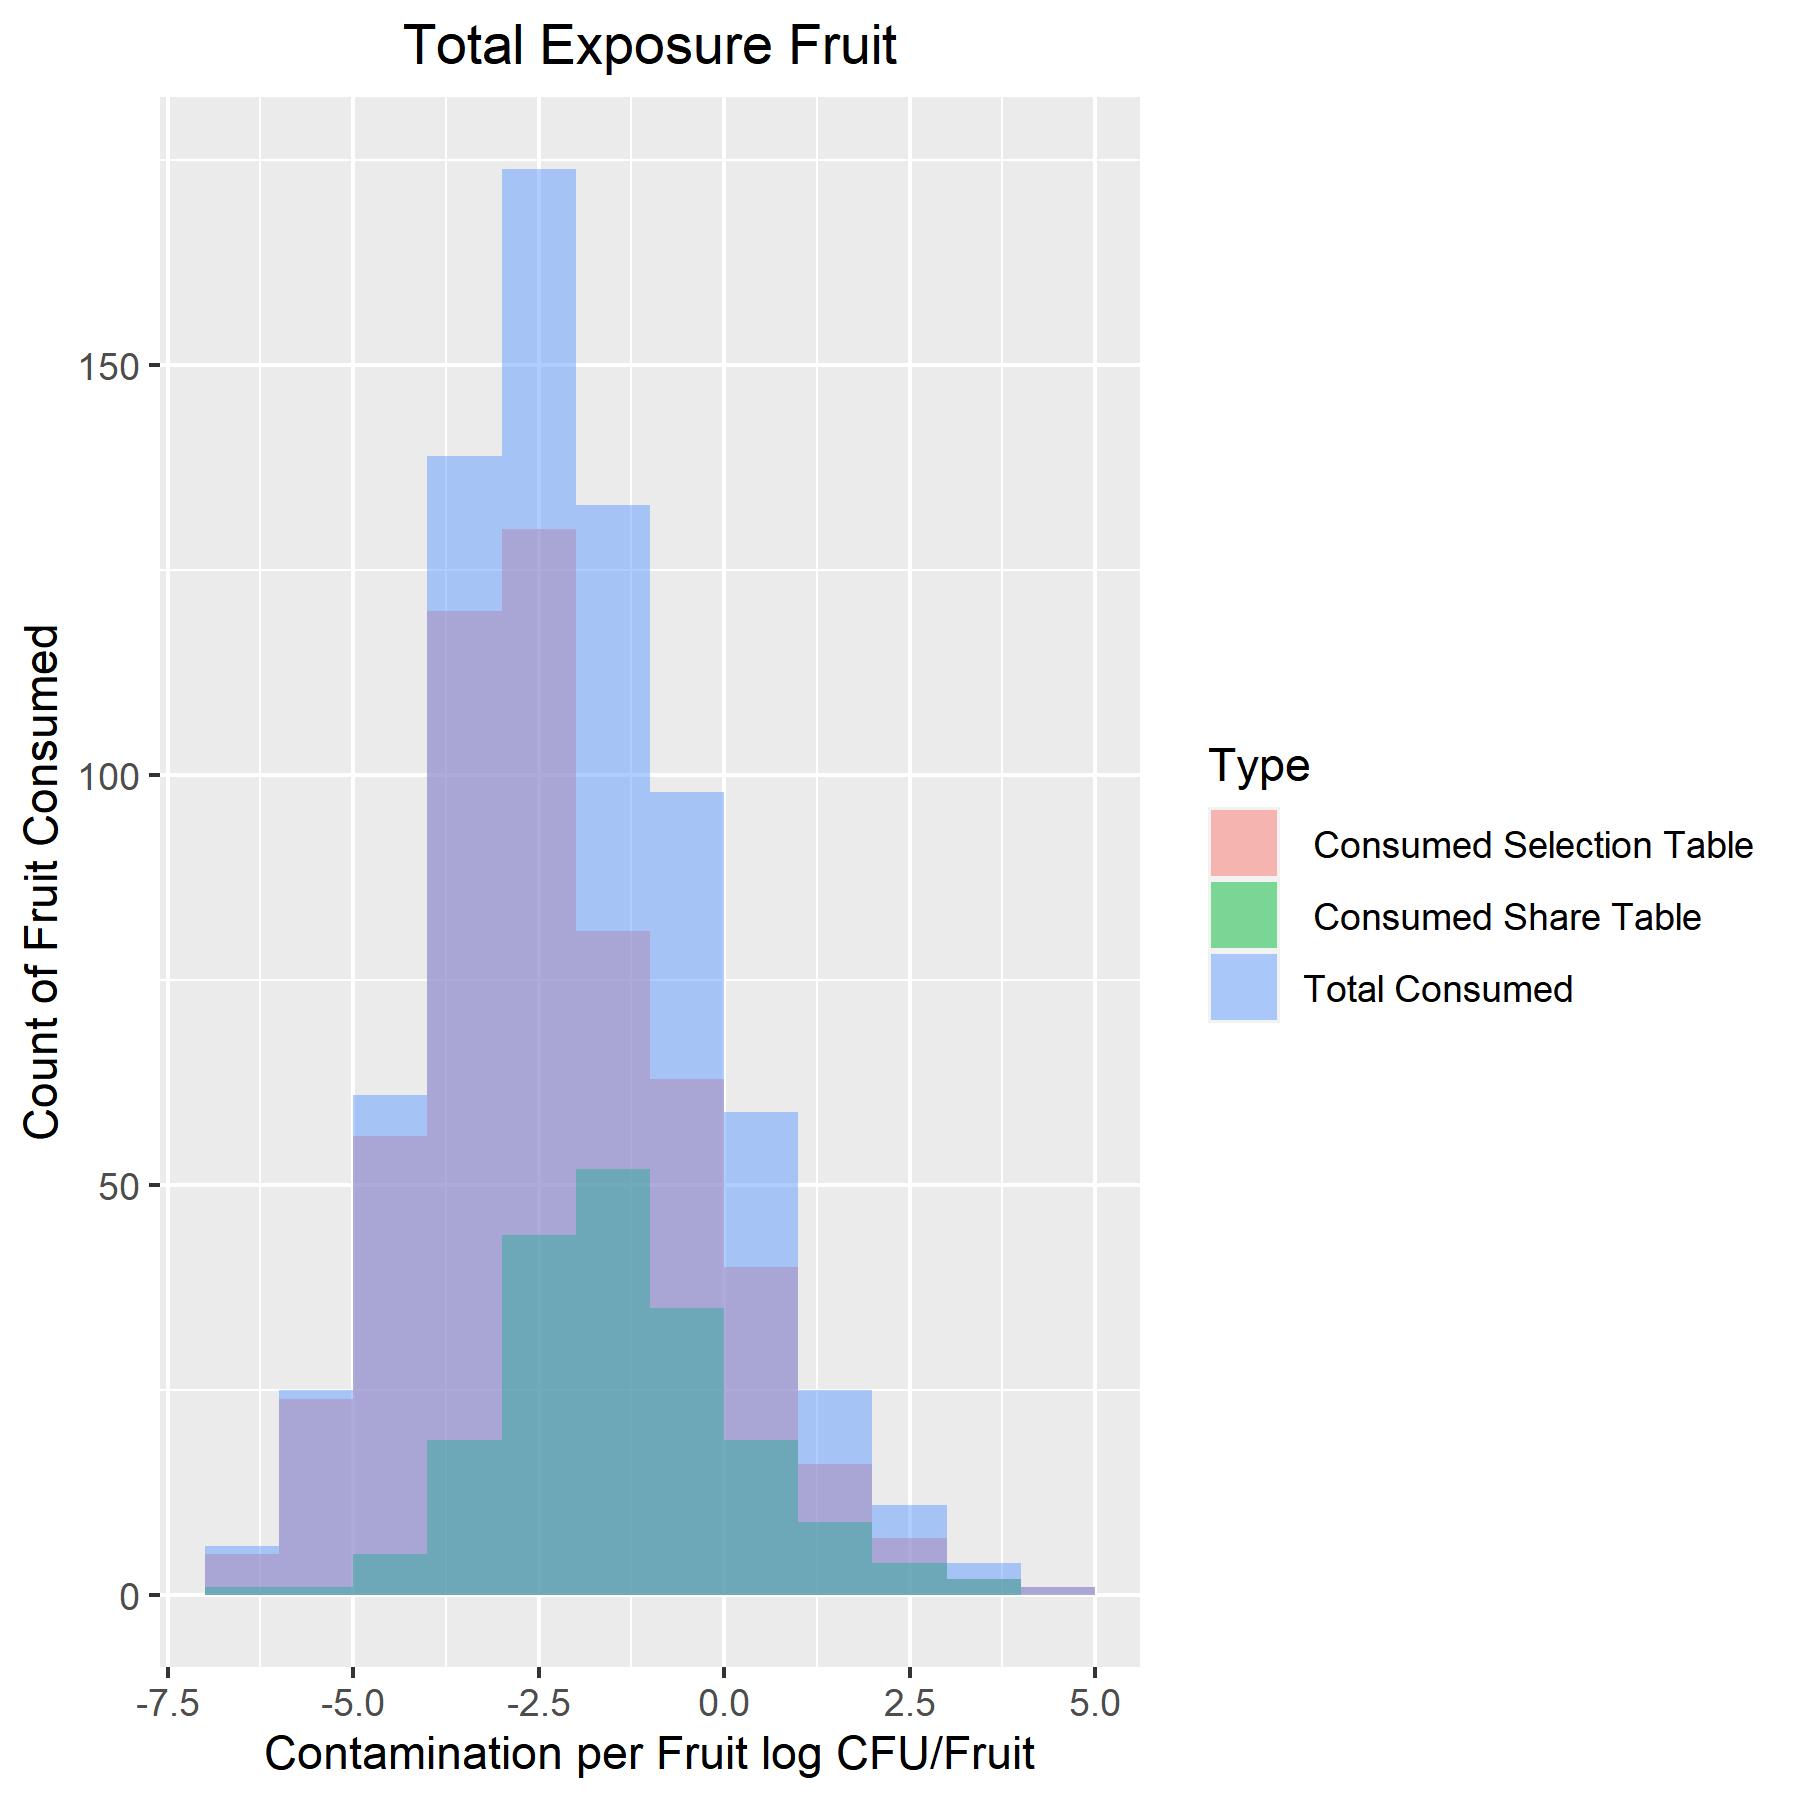 Total Exposure Fruit
Count of Fruit Consumed
150
100
50
0
-7.5 -5.0 -2.5 0.0 2.5 5.0
Contamination per Fruit log CFU/Fruit
Type
Consumed Selection Table
Consumed Share Table
Total Consumed